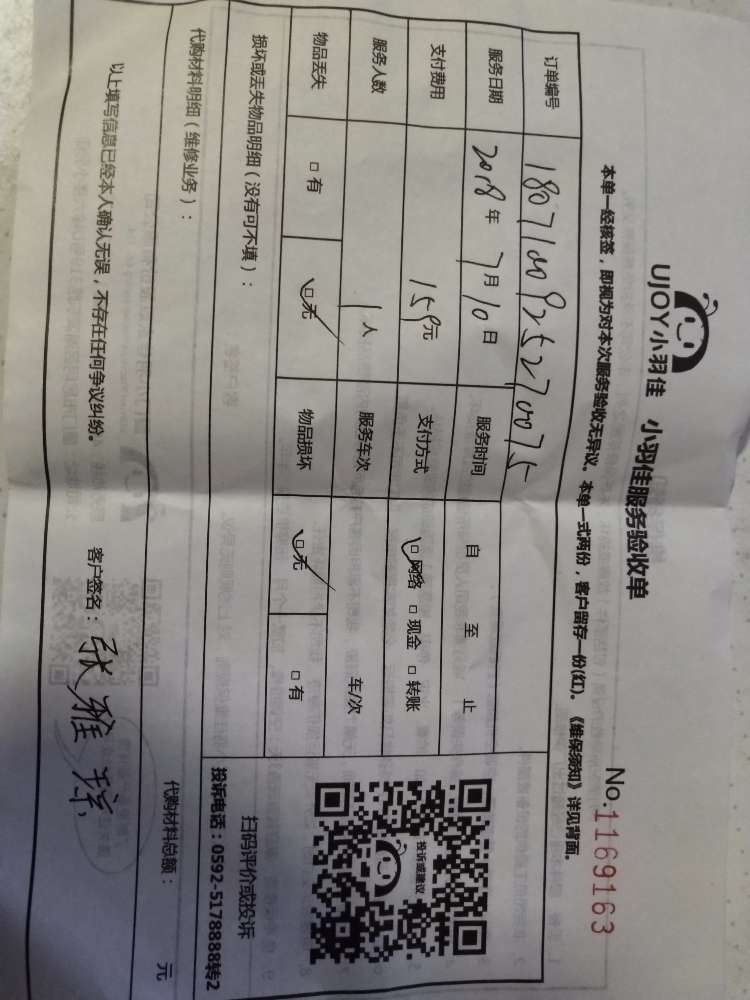 UJOY小羽佳
小羽佳服务验收单
No.1169163
本单一经核签，即视为对本次服务验收无异议。本单一式两份，客户留存一份(红)。《维保须知》详见背面。
订单编号 1807100925270075
服务日期 2018年7月10日 服务时间 自 至 止
支付费用 159元 支付方式 □网络 □现金 □转账
服务人数 1人 服务车次 车/次
物品丢失 □有 □无 物品损坏 □无 □有
投诉或建议
扫码评价或投诉
投诉电话：0592-5178888转2
损坏或丢失物品明细（没有可不填）：
代购材料明细（维修业务）： 代购材料总额： 元
以上填写信息已经本人确认无误，不存在任何争议纠纷。 客户签名：张雅